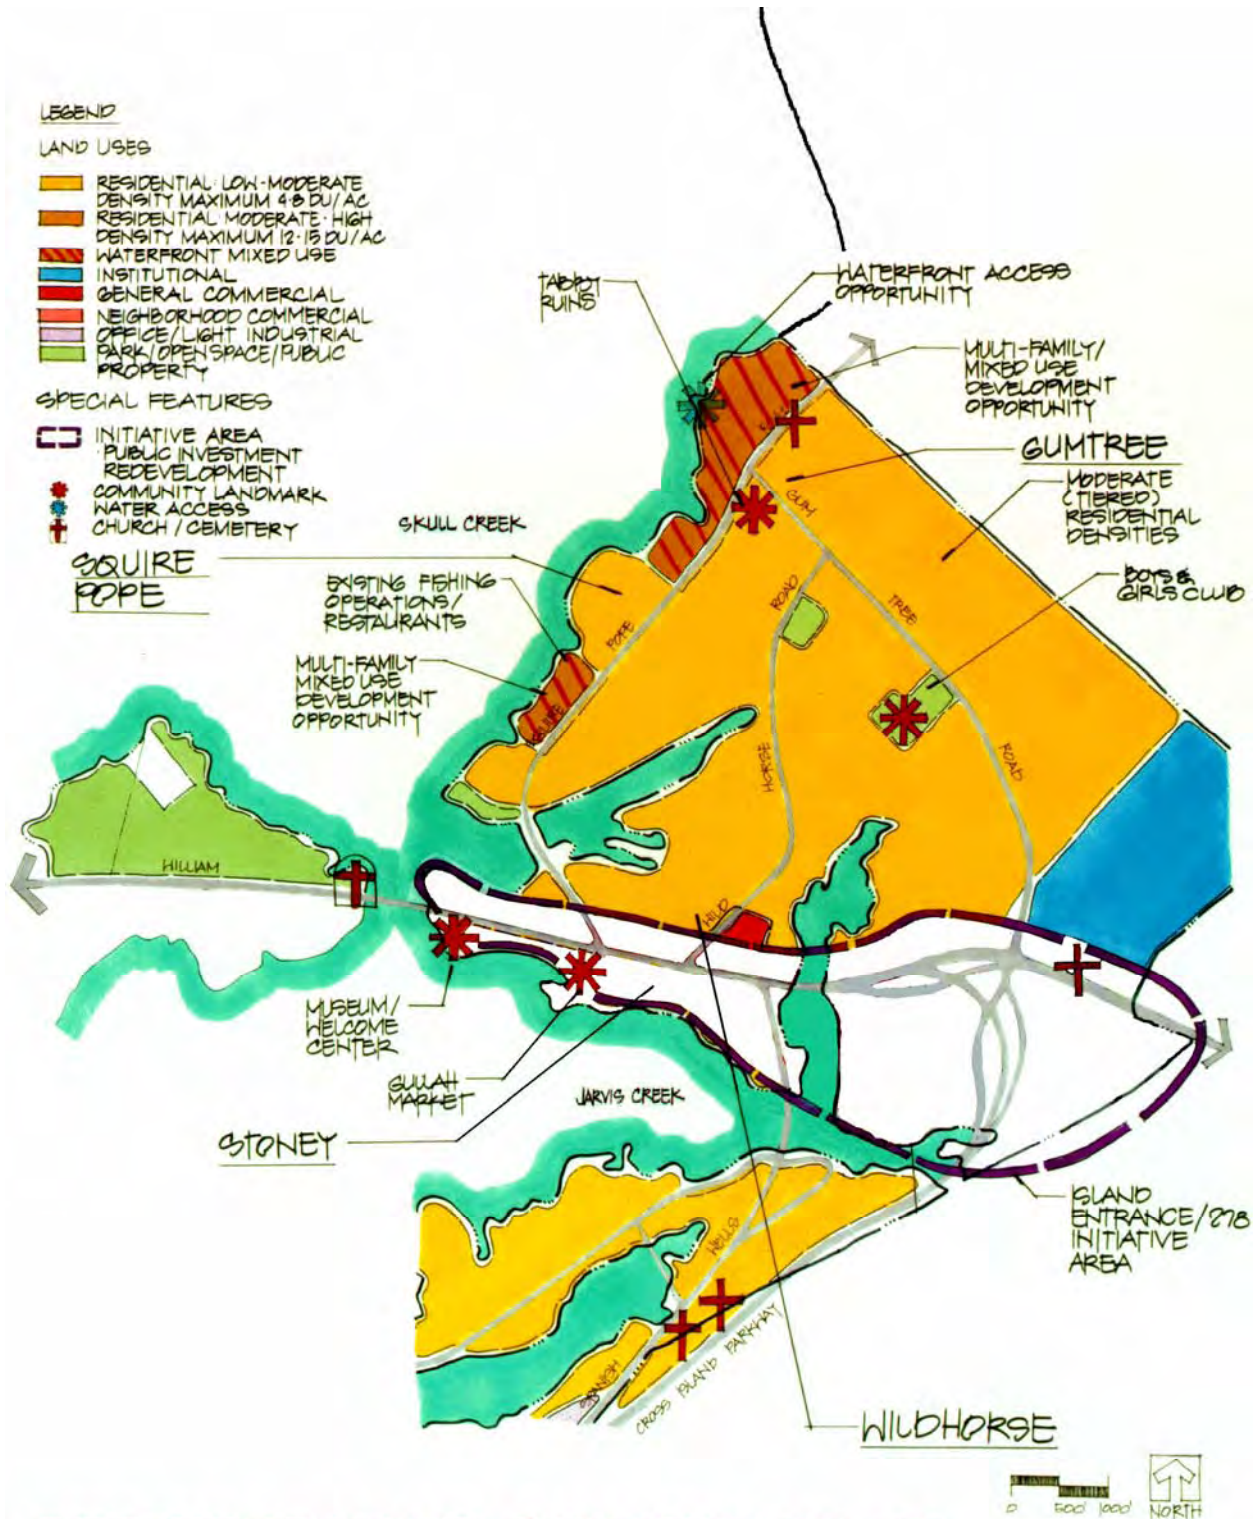 LEGEND
LAND USES
RESIDENTIAL: LOW-MODERATE
DENSITY MAXIMUM 4-8 DU/AC
RESIDENTIAL MODERATE-HIGH
DENSITY MAXIMUM 12-15 DU/AC
WATERFRONT MIXED USE
INSTITUTIONAL
GENERAL COMMERCIAL
NEIGHBORHOOD COMMERCIAL
OFFICE/LIGHT INDUSTRIAL
PARK/OPEN SPACE/PUBLIC
PROPERTY
SPECIAL FEATURES
INITIATIVE AREA
· PUBLIC INVESTMENT
REDEVELOPMENT
COMMUNITY LANDMARK
WATER ACCESS
CHURCH / CEMETERY
SQUIRE
POPE
TABBY
RUINS
WATERFRONT ACCESS
OPPORTUNITY
MULTI-FAMILY/
MIXED USE
DEVELOPMENT
OPPORTUNITY
GUMTREE
MODERATE
(TIERED)
RESIDENTIAL
DENSITIES
BOYS &
GIRLS CLUB
SKULL CREEK
EXISTING FISHING
OPERATIONS/
RESTAURANTS
MULTI-FAMILY
MIXED USE
DEVELOPMENT
OPPORTUNITY
SQUIRE
POPE
GUM
TREE
ROAD
WILD
HORSE
ROAD
WILLIAM
MUSEUM/
WELCOME
CENTER
GULLAH
MARKET
JARVIS CREEK
STONEY
ISLAND
ENTRANCE/278
INITIATIVE
AREA
SPANISH
WELLS
CROSS ISLAND PARKWAY
WILDHORSE
0 500' 1000'
NORTH